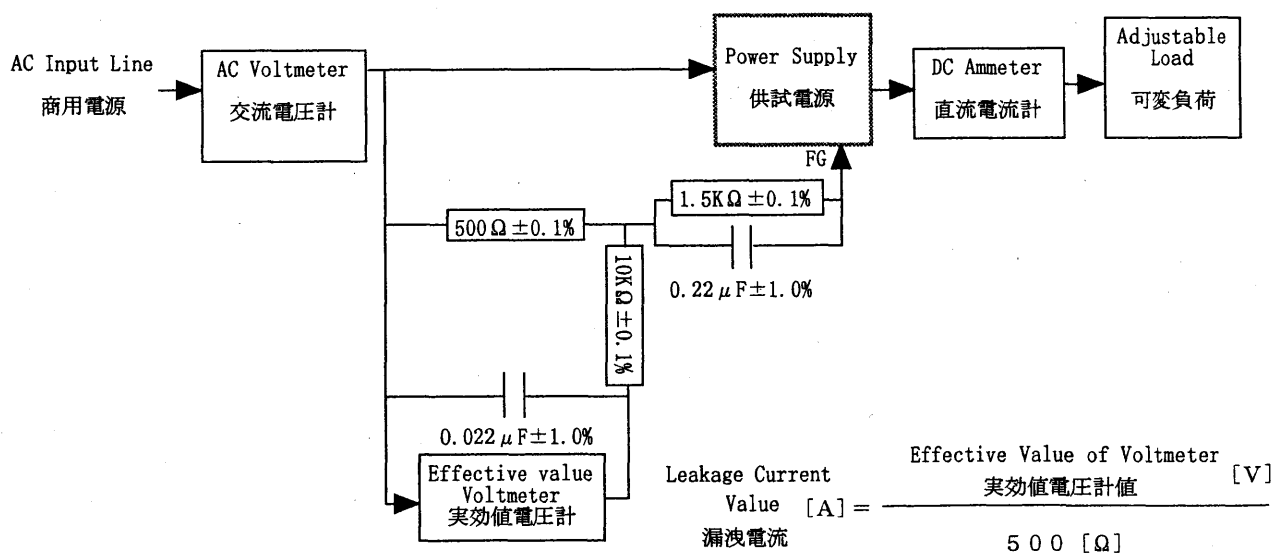 AC Input Line
商用電源
AC Voltmeter
交流電圧計
Power Supply
供試電源
DC Ammeter
直流電流計
Adjustable
Load
可変負荷
FG
1.5KΩ±0.1%
500Ω±0.1%
10KΩ±0.1%
0.22μF±1.0%
0.022μF±1.0%
Effective value
Voltmeter
実効値電圧計
Leakage Current
Value [A]=
漏洩電流
Effective Value of Voltmeter
実効値電圧計値 [V]
500 [Ω]